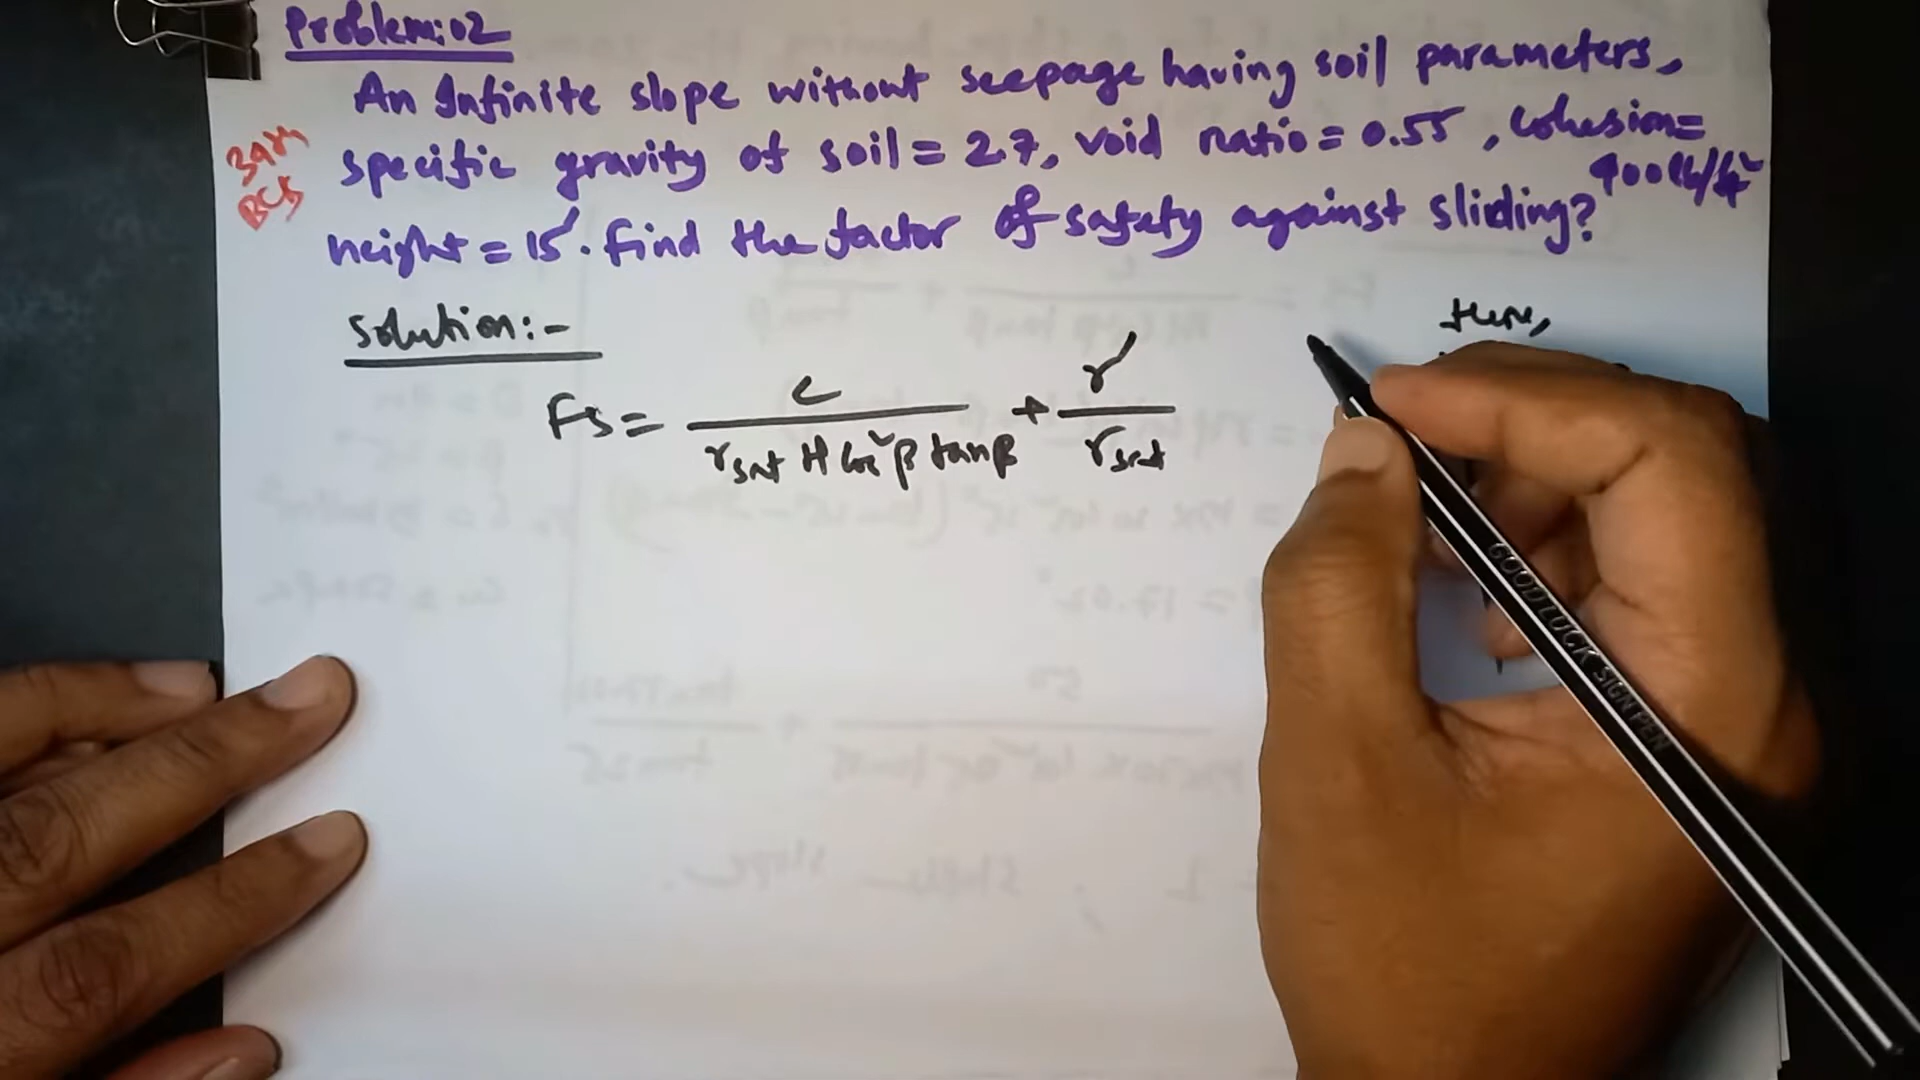 Problem:02
An Infinite slope without seepage having soil parameters,
specific gravity of soil = 2.7, void ratio = 0.55, cohesion =
400 lb/ft²
height = 15'. find the factor of safety against sliding?
BCS
solution:-
FS = c / γsat H cos²β tanβ + γ' / γsat
Here,
GOOD LUCK SIGN PEN